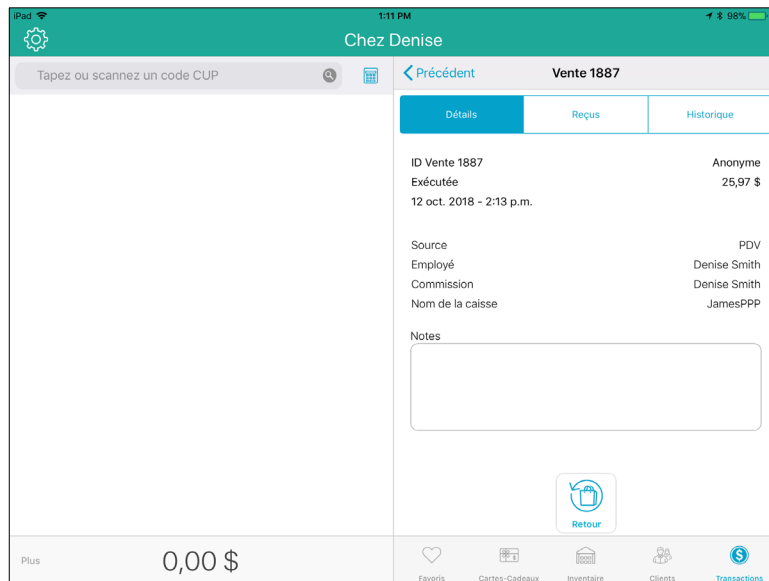 iPad 1:11 PM 98%
Chez Denise
Tapez ou scannez un code CUP
Précédent Vente 1887
Détails Reçus Historique
ID Vente 1887 Anonyme
Exécutée 25,97 $
12 oct. 2018 - 2:13 p.m.
Source PDV
Employé Denise Smith
Commission Denise Smith
Nom de la caisse JamesPPP
Notes
Retour
Plus 0,00 $
Favoris Cartes-Cadeaux Inventaire Clients Transactions